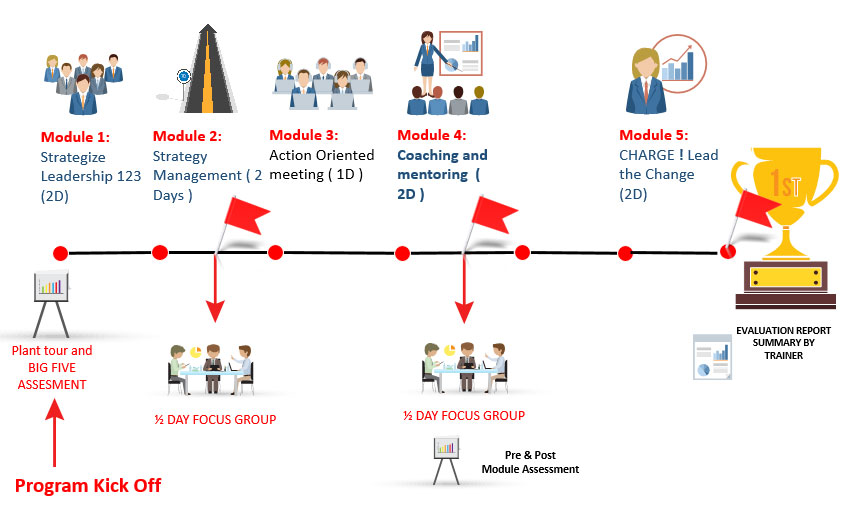 Module 1:
Strategize
Leadership 123
(2D)
Module 2:
Strategy
Management ( 2
Days )
Module 3:
Action Oriented
meeting ( 1D )
Module 4:
Coaching and
mentoring (
2D )
Module 5:
CHARGE ! Lead
the Change
(2D)
1ST
Plant tour and
BIG FIVE
ASSESMENT
Program Kick Off
½ DAY FOCUS GROUP
½ DAY FOCUS GROUP
Pre & Post
Module Assessment
EVALUATION REPORT
SUMMARY BY
TRAINER